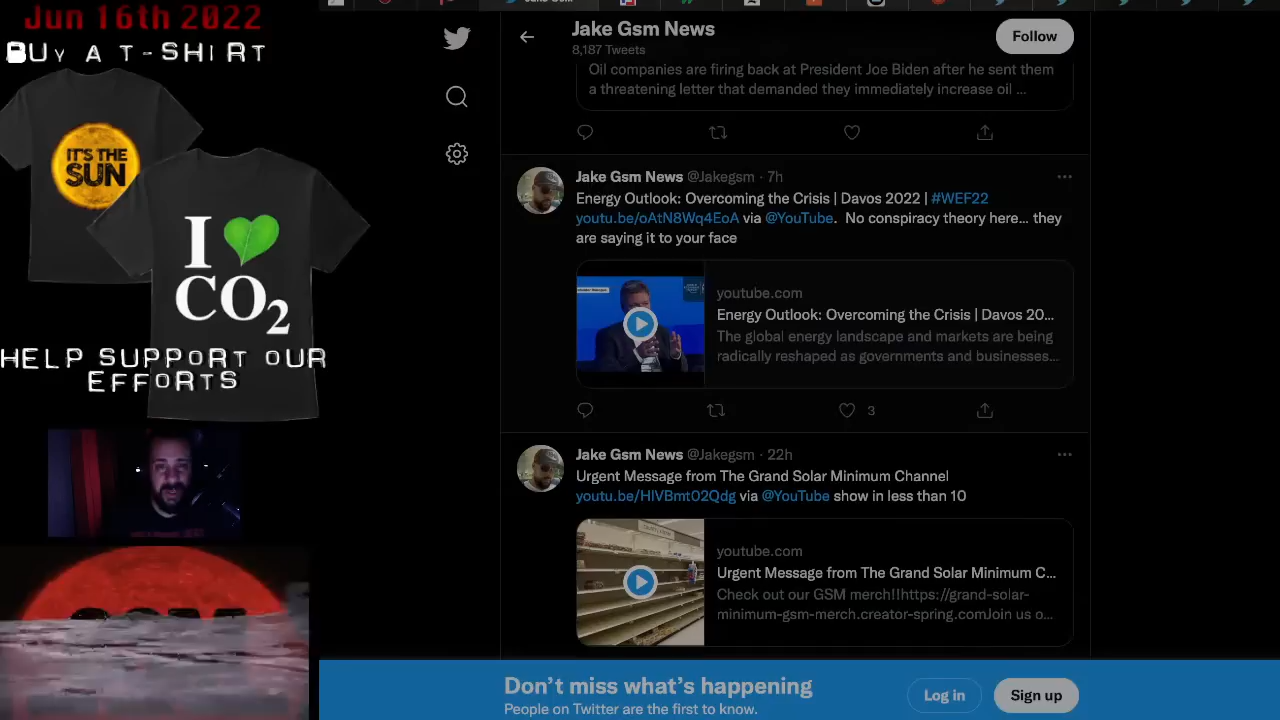 Jun 16th 2022
BUY A T-SHIRT
IT'S THE
SUN
I
CO2
HELP SUPPORT OUR
EFFORTS
Jake Gsm News
8,187 Tweets
Follow
Oil companies are firing back at President Joe Biden after he sent them
a threatening letter that demanded they immediately increase oil ...
Jake Gsm News @Jakegsm · 7h
Energy Outlook: Overcoming the Crisis | Davos 2022 | #WEF22
youtu.be/oAtN8Wq4EoA via @YouTube. No conspiracy theory here... they
are saying it to your face
youtube.com
Energy Outlook: Overcoming the Crisis | Davos 20...
The global energy landscape and markets are being
radically reshaped as governments and businesses...
3
Jake Gsm News @Jakegsm · 22h
Urgent Message from The Grand Solar Minimum Channel
youtu.be/HlVBmt02Qdg via @YouTube show in less than 10
youtube.com
Urgent Message from The Grand Solar Minimum C...
Check out our GSM merch!!https://grand-solar-
minimum-gsm-merch.creator-spring.comJoin us o...
Don't miss what's happening
People on Twitter are the first to know.
Log in
Sign up